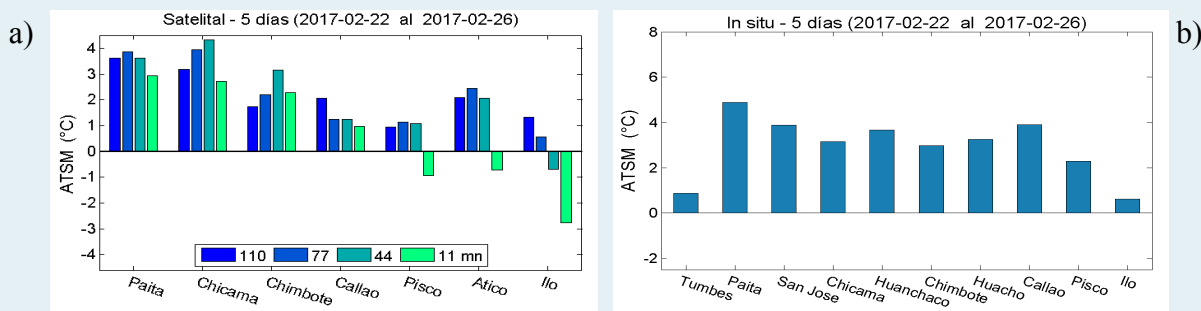 a)
Satelital - 5 días (2017-02-22 al 2017-02-26)
ATSM (°C)
4
3
2
1
0
-1
-2
-3
-4
110 77 44 11 mn
Paita Chicama Chimbote Callao Pisco Atico Ilo
b)
In situ - 5 días (2017-02-22 al 2017-02-26)
ATSM (°C)
8
6
4
2
0
-2
Tumbes Paita San Jose Chicama Huanchaco Chimbote Huacho Callao Pisco Ilo